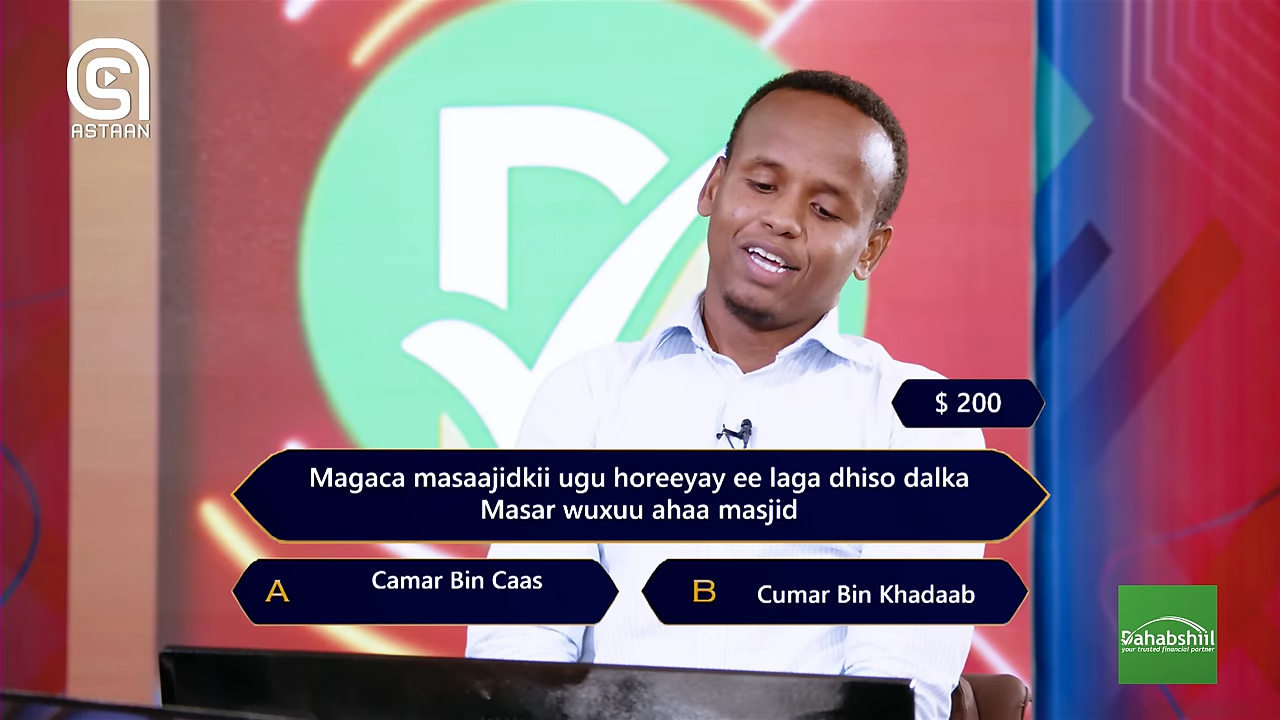 ASTAAN
$ 200
Magaca masaajidkii ugu horeeyay ee laga dhiso dalka
Masar wuxuu ahaa masjid
A Camar Bin Caas
B Cumar Bin Khadaab
Dahabshiil
your trusted financial partner